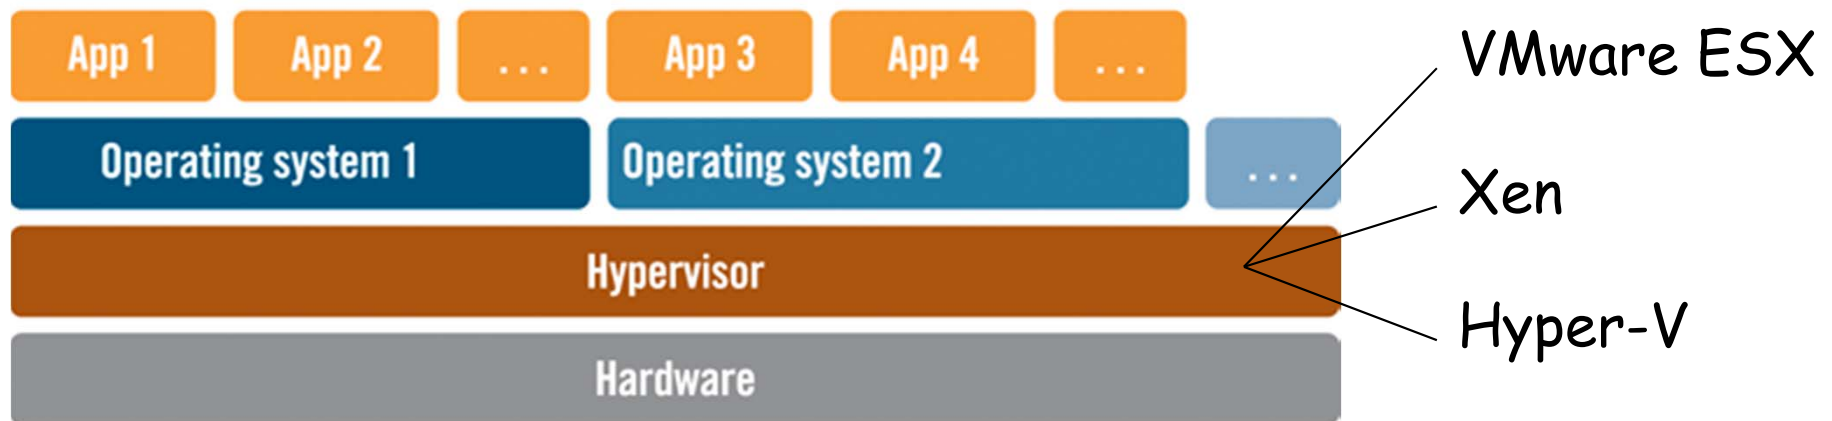 App 1
App 2
...
App 3
App 4
...
Operating system 1
Operating system 2
...
Hypervisor
Hardware
VMware ESX
Xen
Hyper-V